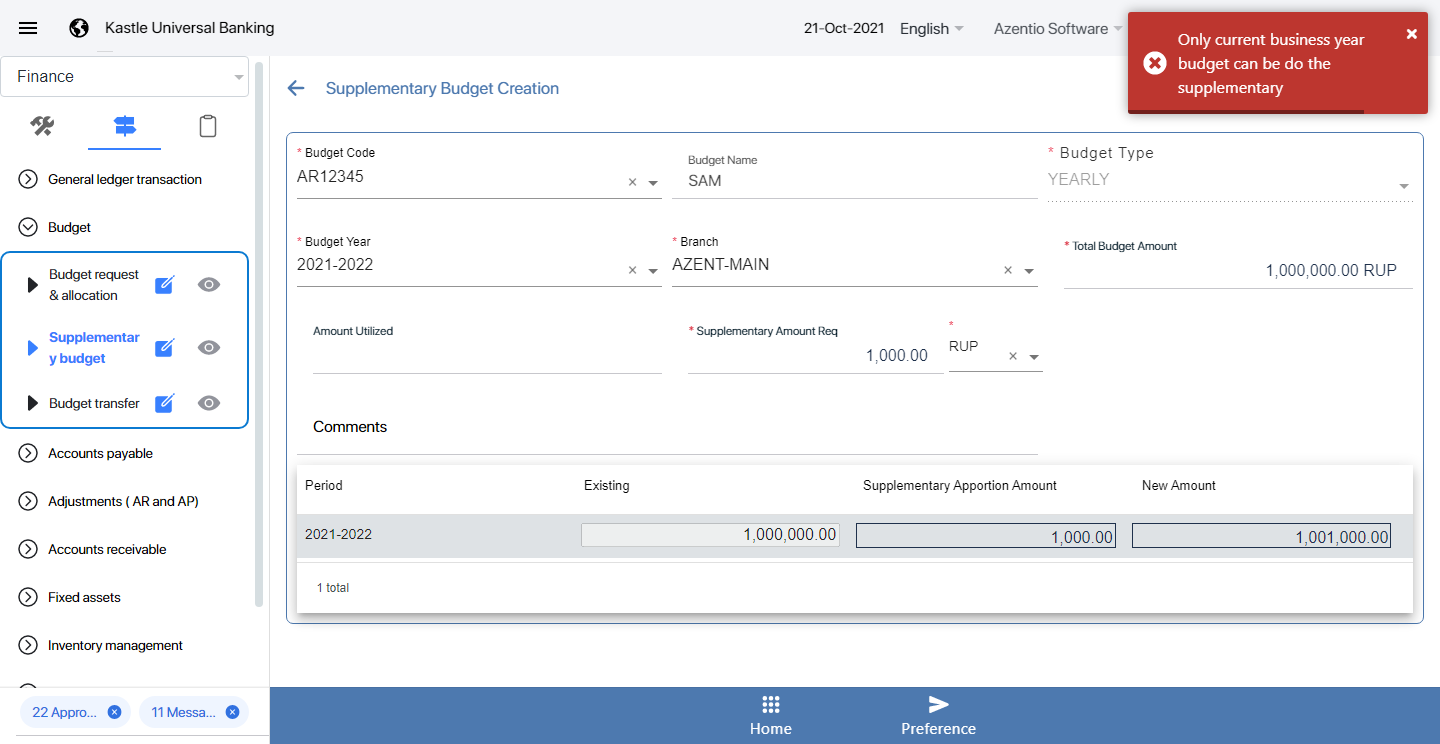 Kastle Universal Banking
21-Oct-2021
English
Azentio Software
Only current business year
budget can be do the
supplementary
Finance
General ledger transaction
Budget
Budget request
& allocation
Supplementar
y budget
Budget transfer
Accounts payable
Adjustments ( AR and AP)
Accounts receivable
Fixed assets
Inventory management
22 Appro...
11 Messa...
Supplementary Budget Creation
* Budget Code
AR12345
Budget Name
SAM
* Budget Type
YEARLY
* Budget Year
2021-2022
* Branch
AZENT-MAIN
* Total Budget Amount
1,000,000.00 RUP
Amount Utilized
* Supplementary Amount Req
1,000.00
*
RUP
Comments
Period Existing Supplementary Apportion Amount New Amount
2021-2022 1,000,000.00 1,000.00 1,001,000.00
1 total
Home
Preference